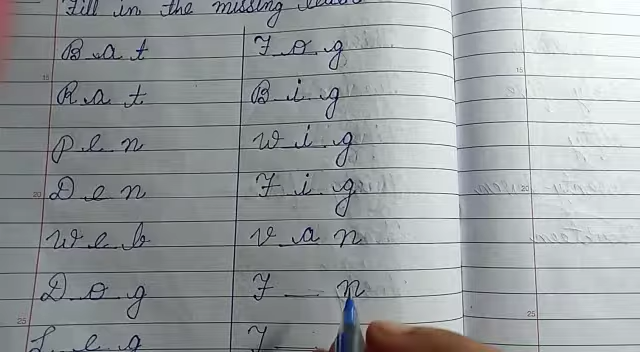 Fill in the missing
B a t F o g
R a t B i g
P e n W i g
D e n F i g
W e b V a n
D o g F _ n
L e g